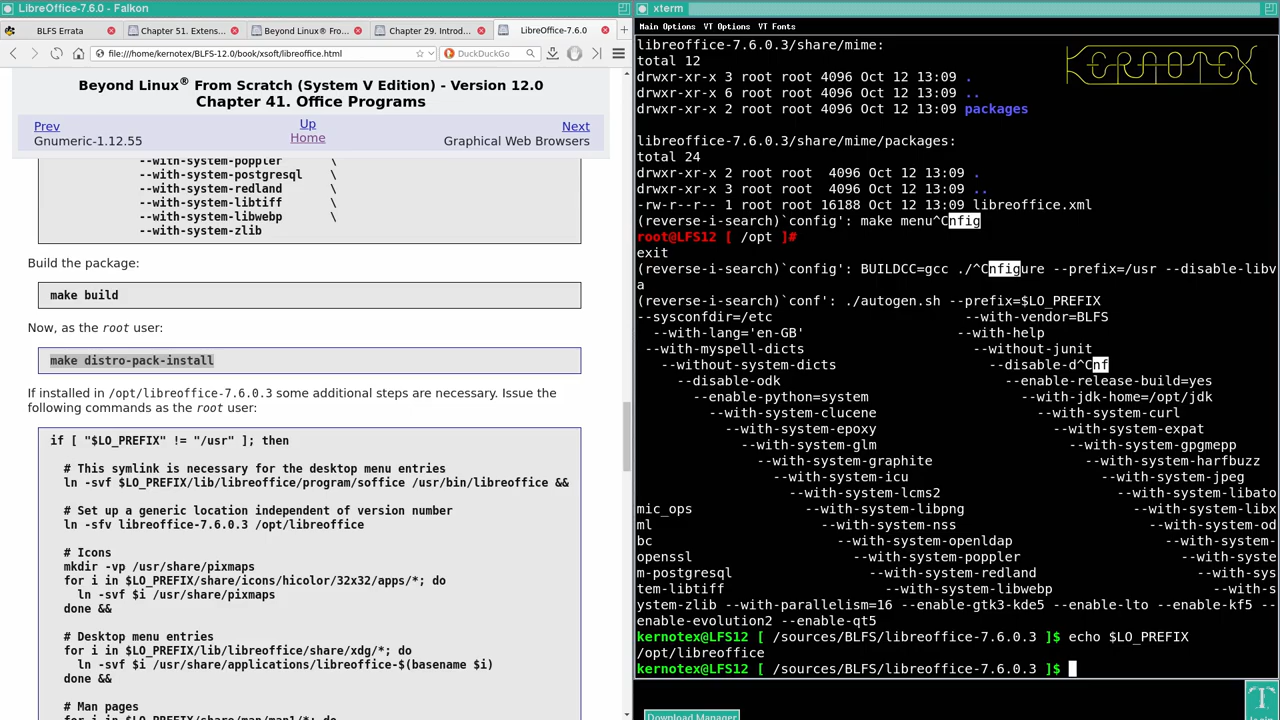 LibreOffice-7.6.0 - Falkon
BLFS Errata
Chapter 51. Extens...
Beyond Linux® Fro...
Chapter 29. Introd...
LibreOffice-7.6.0
file:///home/kernotex/BLFS-12.0/book/xsoft/libreoffice.html
DuckDuckGo
Beyond Linux® From Scratch (System V Edition) - Version 12.0
Chapter 41. Office Programs
Prev
Up
Next
Gnumeric-1.12.55
Home
Graphical Web Browsers
--with-system-poppler \
--with-system-postgresql \
--with-system-redland \
--with-system-libtiff \
--with-system-libwebp \
--with-system-zlib
Build the package:
make build
Now, as the root user:
make distro-pack-install
If installed in /opt/libreoffice-7.6.0.3 some additional steps are necessary. Issue the
following commands as the root user:
if [ "$LO_PREFIX" != "/usr" ]; then
# This symlink is necessary for the desktop menu entries
ln -svf $LO_PREFIX/lib/libreoffice/program/soffice /usr/bin/libreoffice &&
# Set up a generic location independent of version number
ln -sfv libreoffice-7.6.0.3 /opt/libreoffice
# Icons
mkdir -vp /usr/share/pixmaps
for i in $LO_PREFIX/share/icons/hicolor/32x32/apps/*; do
ln -svf $i /usr/share/pixmaps
done &&
# Desktop menu entries
for i in $LO_PREFIX/lib/libreoffice/share/xdg/*; do
ln -svf $i /usr/share/applications/libreoffice-$(basename $i)
done &&
# Man pages
for i in $LO_PREFIX/share/man/man1/*; do
xterm
Main Options VT Options VT Fonts
KERNOTEX
libreoffice-7.6.0.3/share/mime:
total 12
drwxr-xr-x 3 root root 4096 Oct 12 13:09 .
drwxr-xr-x 6 root root 4096 Oct 12 13:09 ..
drwxr-xr-x 2 root root 4096 Oct 12 13:09 packages
libreoffice-7.6.0.3/share/mime/packages:
total 24
drwxr-xr-x 2 root root  4096 Oct 12 13:09 .
drwxr-xr-x 3 root root  4096 Oct 12 13:09 ..
-rw-r--r-- 1 root root 16188 Oct 12 13:09 libreoffice.xml
(reverse-i-search)`config': make menu^Cnfig
root@LFS12 [ /opt ]#
exit
(reverse-i-search)`config': BUILDCC=gcc ./^Cnfigure --prefix=/usr --disable-libv
a
(reverse-i-search)`conf': ./autogen.sh --prefix=$LO_PREFIX
--sysconfdir=/etc --with-vendor=BLFS
--with-lang='en-GB' --with-help
--with-myspell-dicts --without-junit
--without-system-dicts --disable-d^Cnf
--disable-odk --enable-release-build=yes
--enable-python=system --with-jdk-home=/opt/jdk
--with-system-clucene --with-system-curl
--with-system-epoxy --with-system-expat
--with-system-glm --with-system-gpgmepp
--with-system-graphite --with-system-harfbuzz
--with-system-icu --with-system-jpeg
--with-system-lcms2 --with-system-libato
mic_ops --with-system-libpng --with-system-libx
ml --with-system-nss --with-system-od
bc --with-system-openldap --with-system-
openssl --with-system-poppler --with-syste
m-postgresql --with-system-redland --with-sys
tem-libtiff --with-system-libwebp --with-s
ystem-zlib --with-parallelism=16 --enable-gtk3-kde5 --enable-lto --enable-kf5 --
enable-evolution2 --enable-qt5
kernotex@LFS12 [ /sources/BLFS/libreoffice-7.6.0.3 ]$ echo $LO_PREFIX
/opt/libreoffice
kernotex@LFS12 [ /sources/BLFS/libreoffice-7.6.0.3 ]$
Download Manager